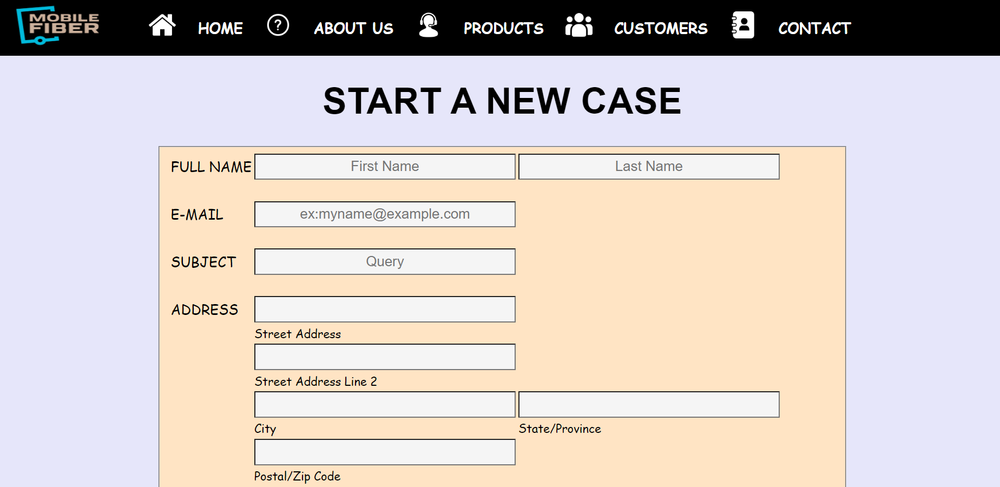 MOBILE
FIBER
HOME ? ABOUT US PRODUCTS CUSTOMERS CONTACT
START A NEW CASE
FULL NAME First Name Last Name
E-MAIL ex:myname@example.com
SUBJECT Query
ADDRESS
Street Address
Street Address Line 2
City State/Province
Postal/Zip Code